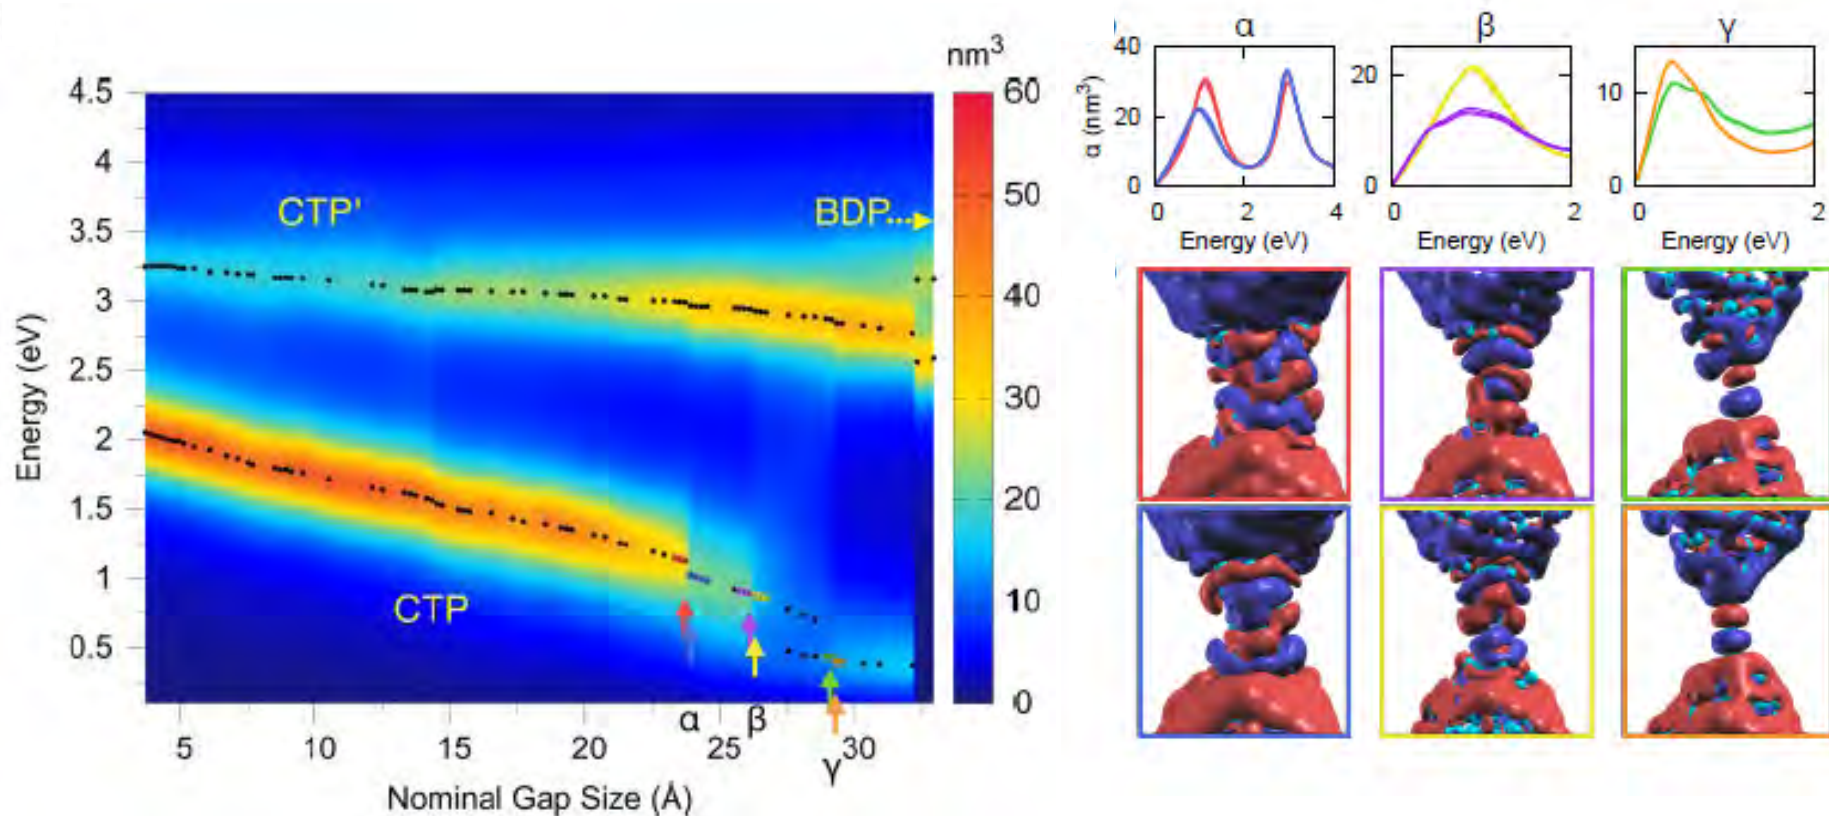 nm³
4.5
4
3.5
3
2.5
2
1.5
1
0.5
Energy (eV)
CTP'
BDP...
CTP
60
50
40
30
20
10
0
α
β
γ
5
10
15
20
25
30
Nominal Gap Size (Å)
α
40
20
0
α (nm³)
0
2
4
Energy (eV)
β
20
0
0
2
Energy (eV)
γ
10
0
0
2
Energy (eV)